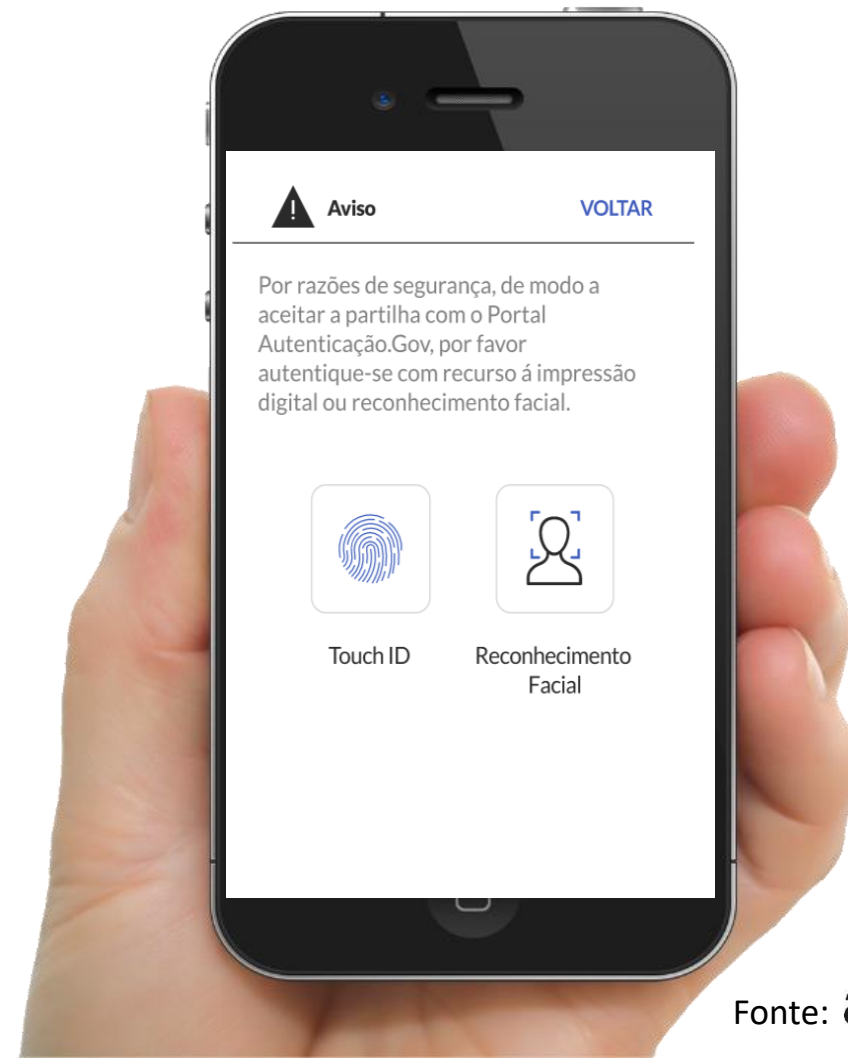 Aviso
VOLTAR
Por razões de segurança, de modo a
aceitar a partilha com o Portal
Autenticação.Gov, por favor
autentique-se com recurso á impressão
digital ou reconhecimento facial.
Touch ID
Reconhecimento
Facial
Fonte: